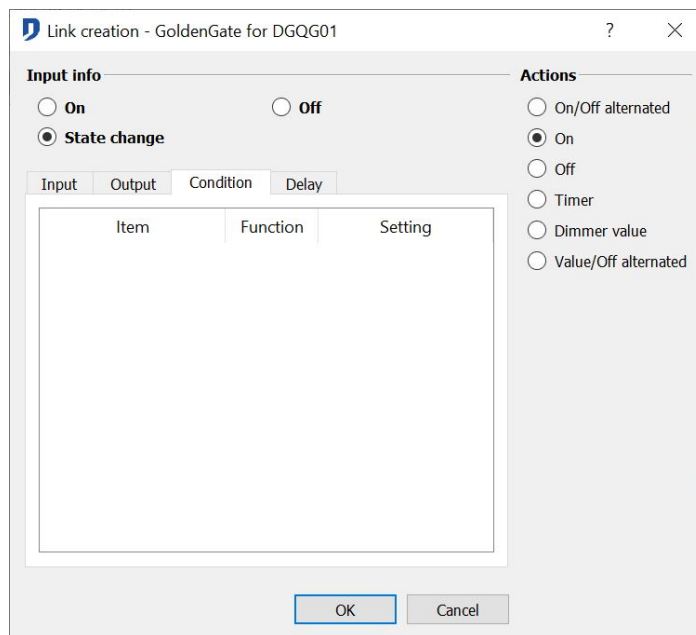 Link creation - GoldenGate for DGQG01
?
Input info
On
Off
State change
Input
Output
Condition
Delay
Item
Function
Setting
Actions
On/Off alternated
On
Off
Timer
Dimmer value
Value/Off alternated
OK
Cancel